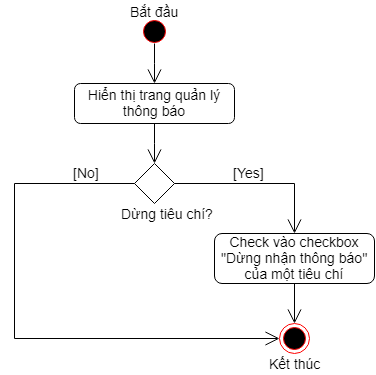 Bắt đầu
Hiển thị trang quản lý
thông báo
[No]
[Yes]
Dừng tiêu chí?
Check vào checkbox
"Dừng nhận thông báo"
của một tiêu chí
Kết thúc